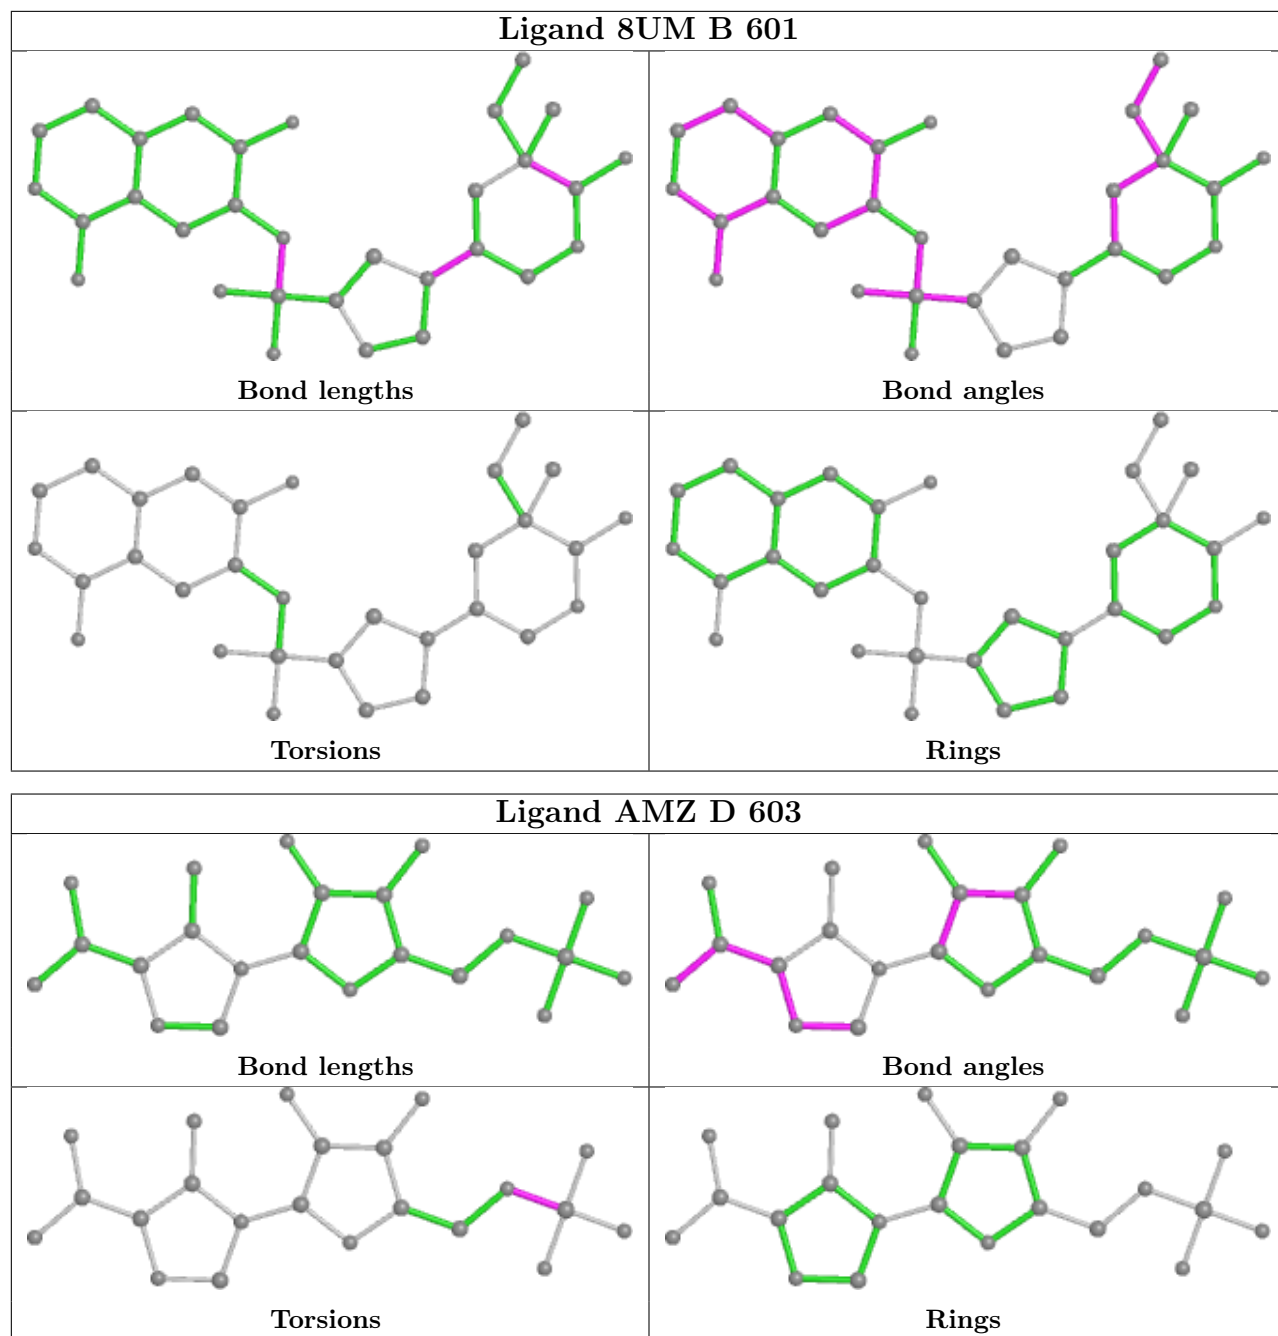 Ligand 8UM B 601
Bond lengths
Bond angles
Torsions
Rings
Ligand AMZ D 603
Bond lengths
Bond angles
Torsions
Rings